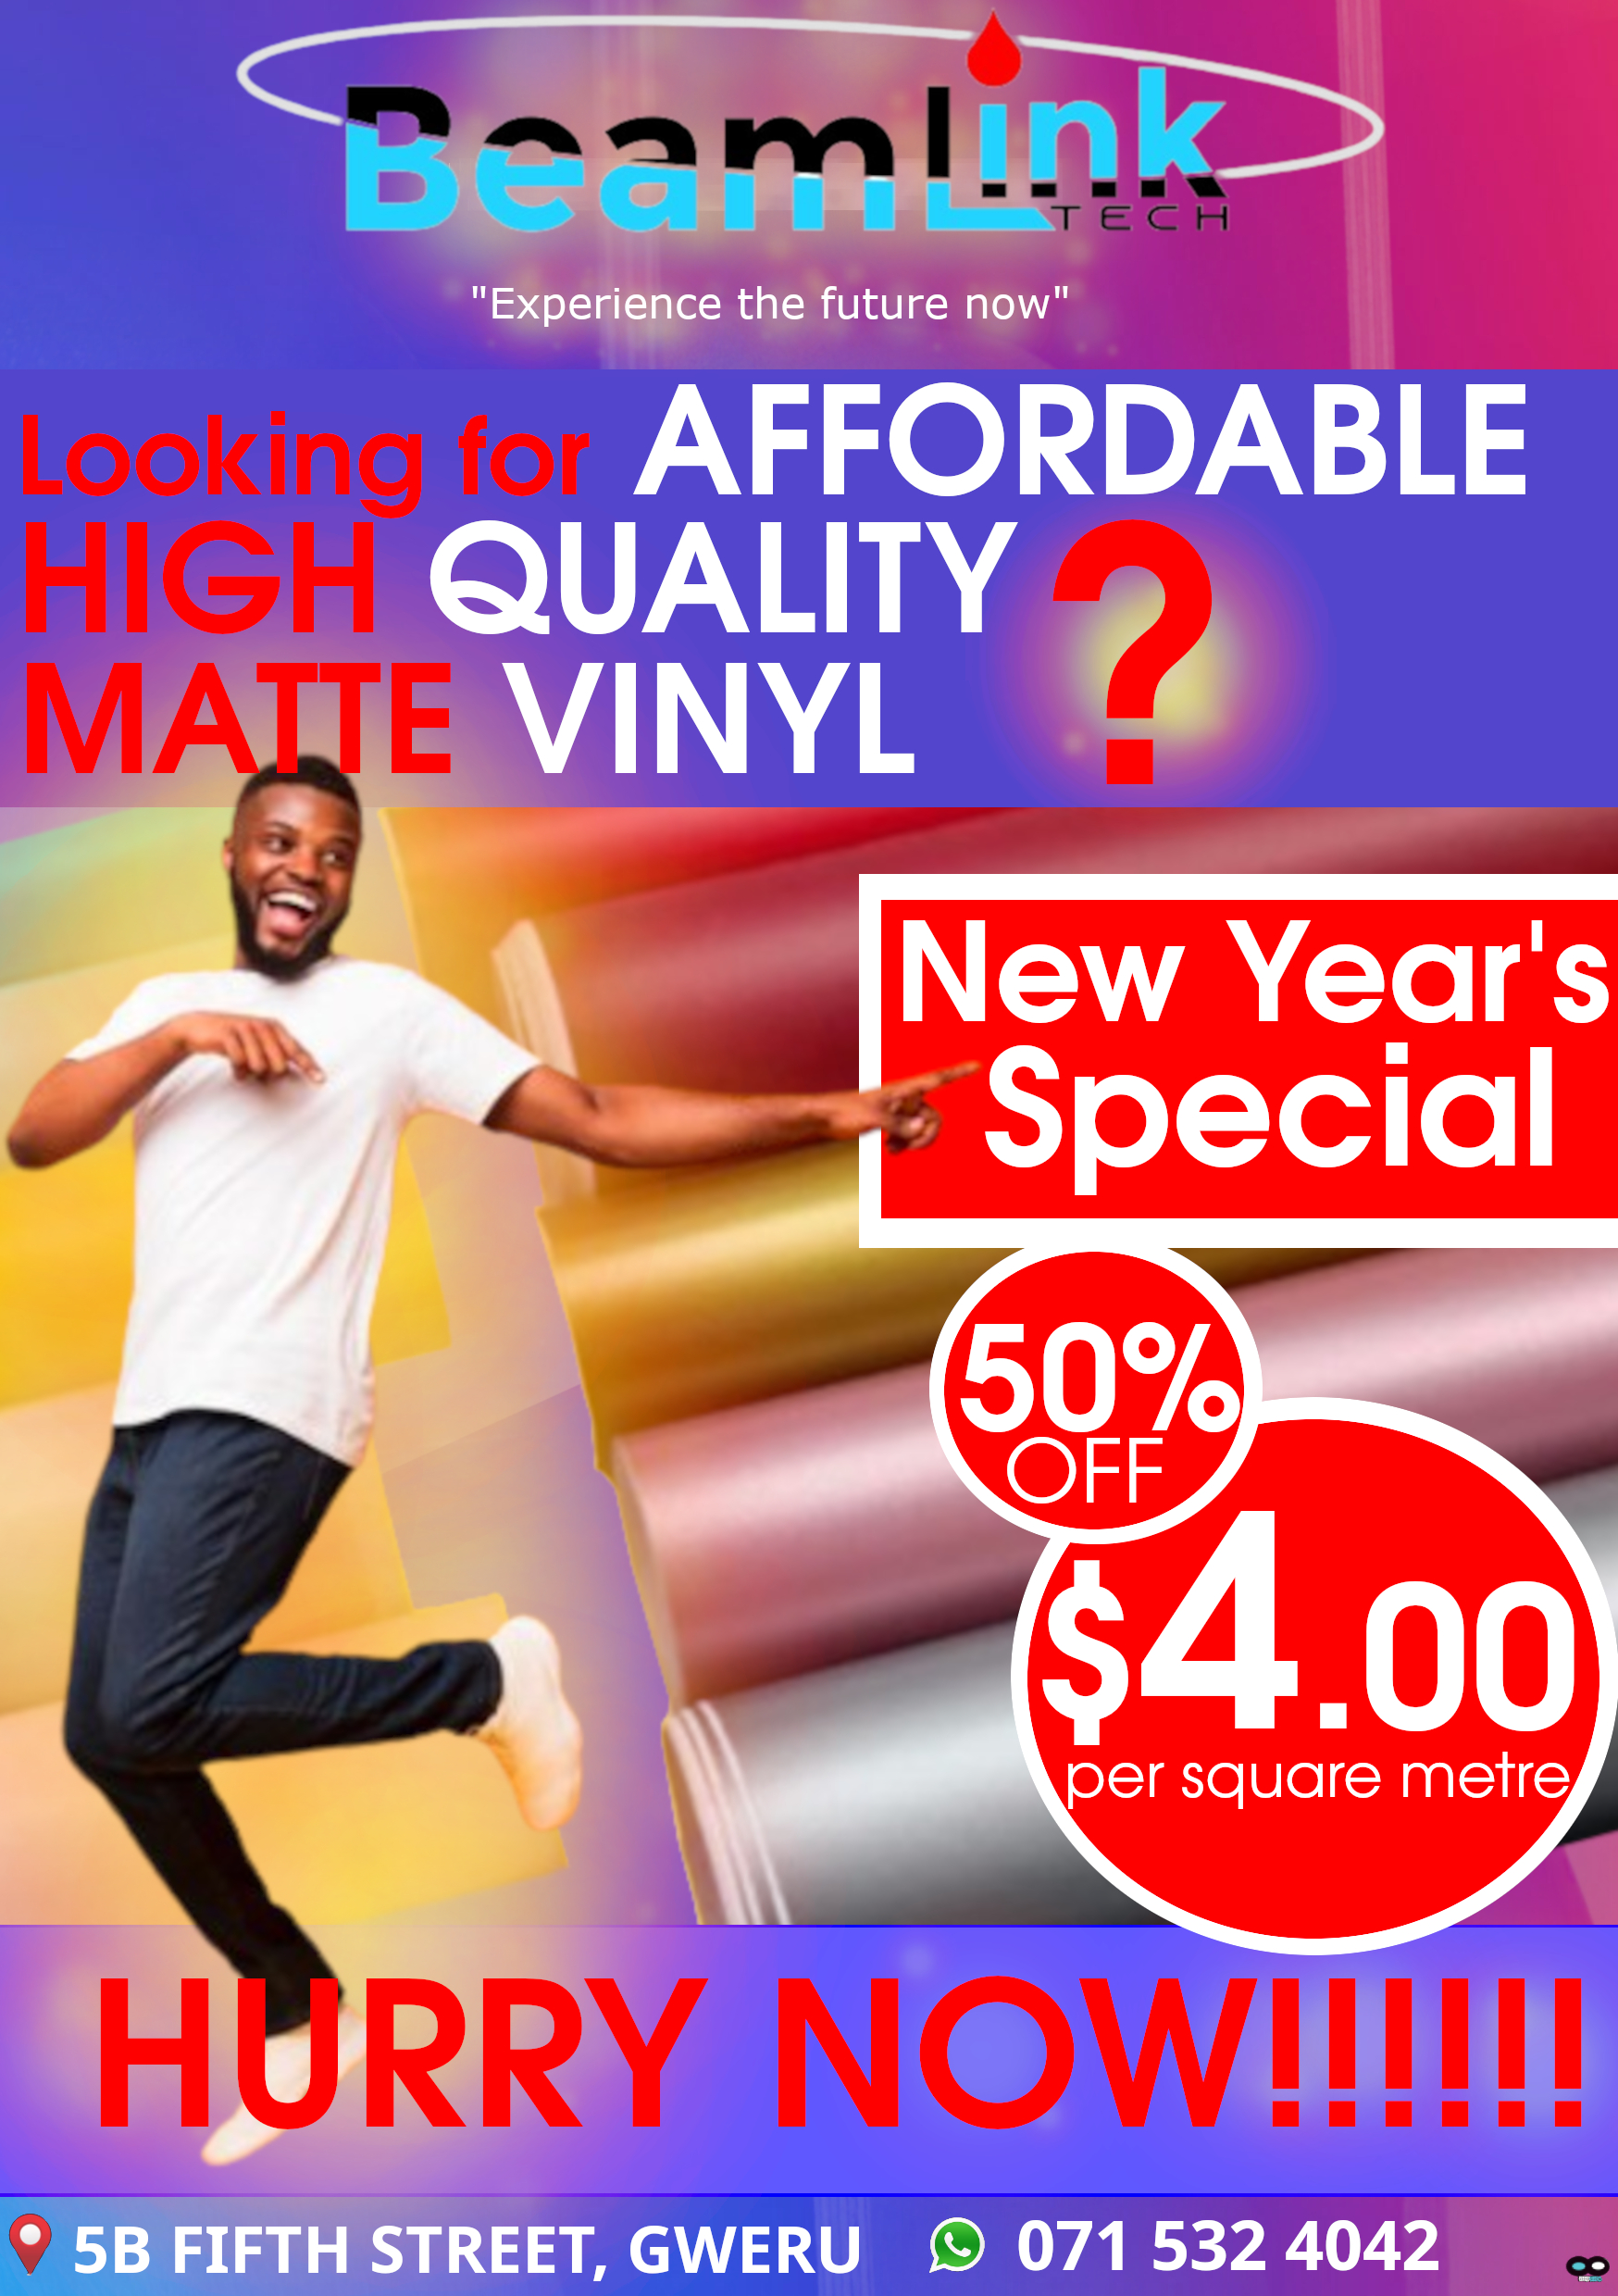 BeamLink
TECH
"Experience the future now"
Looking for AFFORDABLE
HIGH QUALITY
MATTE VINYL ?
New Year's
Special
50%
OFF
$4.00
per square metre
HURRY NOW!!!!!!
5B FIFTH STREET, GWERU 071 532 4042